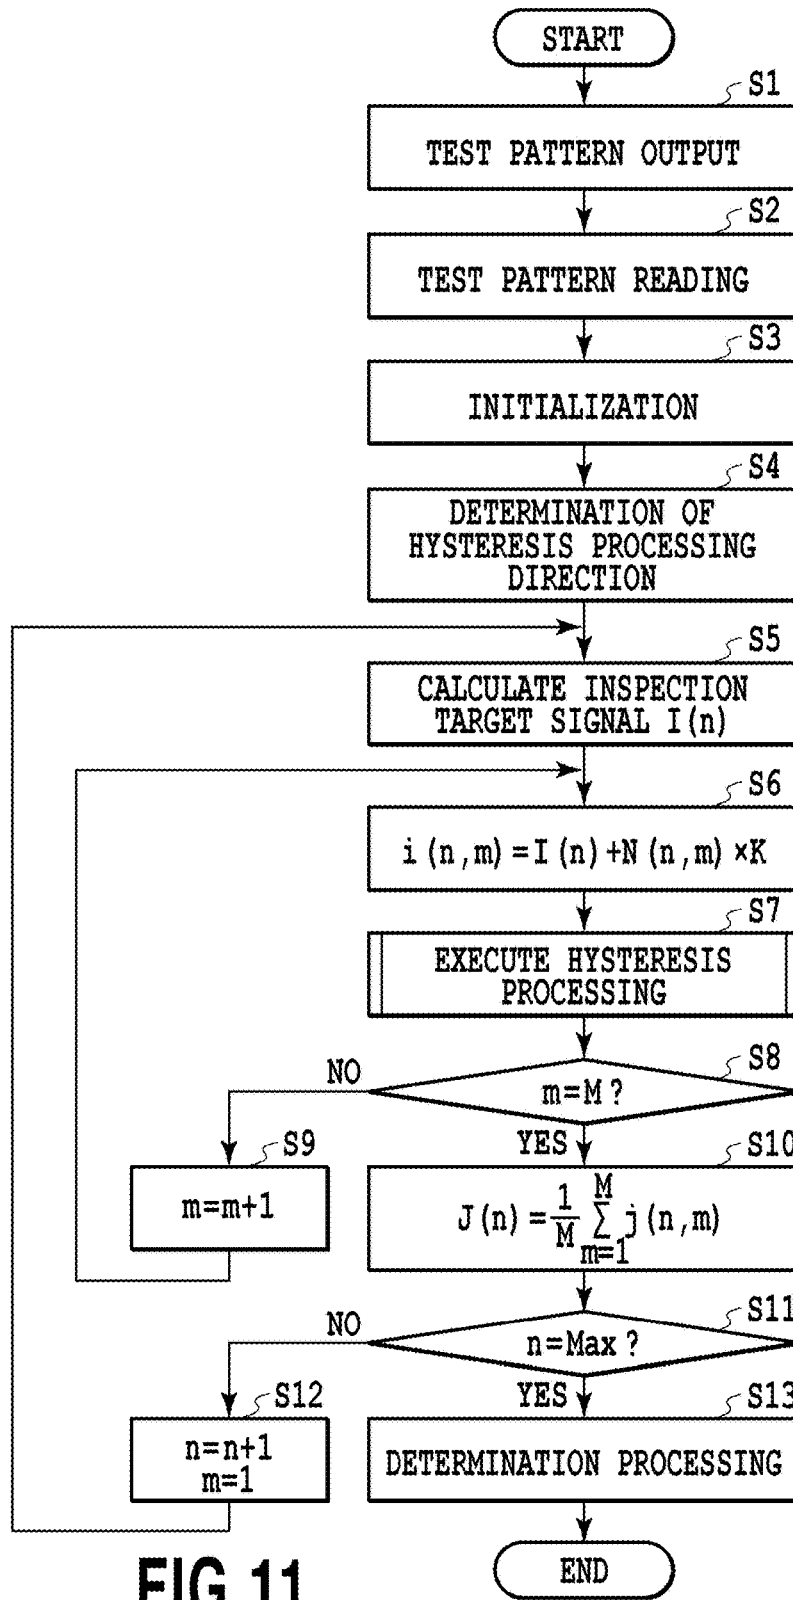 START
S1
TEST PATTERN OUTPUT
S2
TEST PATTERN READING
S3
INITIALIZATION
S4
DETERMINATION OF
HYSTERESIS PROCESSING
DIRECTION
S5
CALCULATE INSPECTION
TARGET SIGNAL I(n)
S6
i(n,m)=I(n)+N(n,m)×K
S7
EXECUTE HYSTERESIS
PROCESSING
S8
NO
m=M?
YES
S9
m=m+1
S10
J(n)=1/M M∑m=1 j(n,m)
S11
NO
n=Max?
YES
S12
n=n+1
m=1
S13
DETERMINATION PROCESSING
END
FIG.11